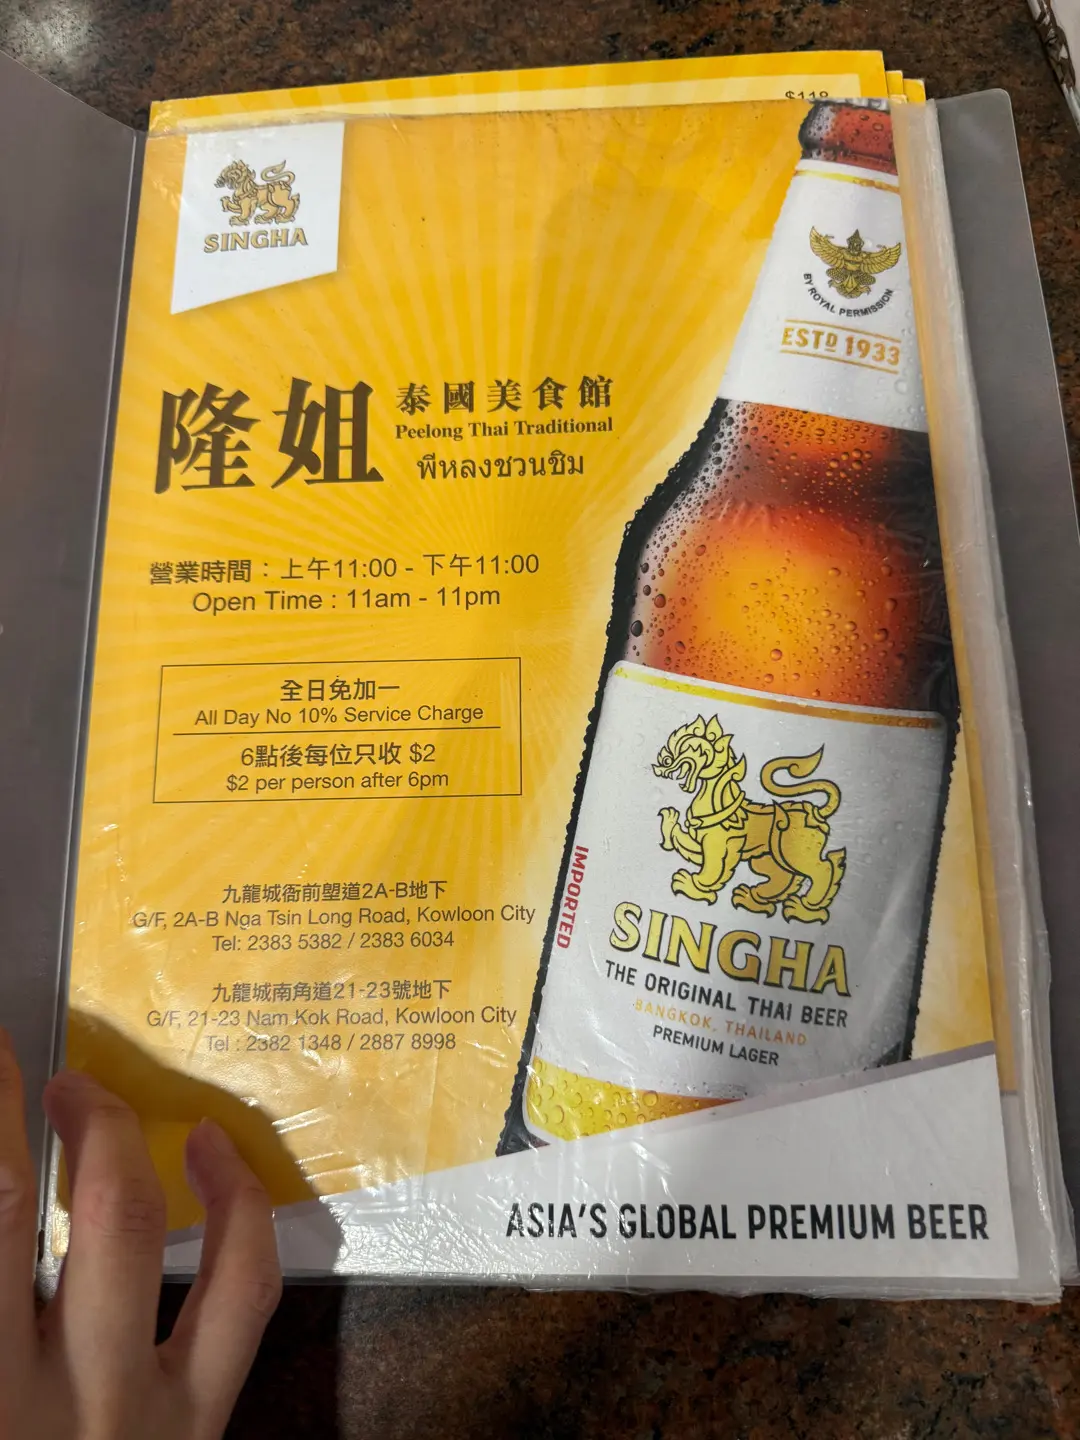 $118
SINGHA
BY ROYAL PERMISSION
ESTD 1933
隆姐
泰國美食館
Peelong Thai Traditional
พีหลงชวนชิม
營業時間：上午11:00 - 下午11:00
Open Time : 11am - 11pm
全日免加一
All Day No 10% Service Charge
6點後每位只收 $2
$2 per person after 6pm
九龍城衙前塱道2A-B地下
G/F, 2A-B Nga Tsin Long Road, Kowloon City
Tel: 2383 5382 / 2383 6034
九龍城南角道21-23號地下
G/F, 21-23 Nam Kok Road, Kowloon City
Tel : 2382 1348 / 2887 8998
IMPORTED
SINGHA
THE ORIGINAL THAI BEER
BANGKOK, THAILAND
PREMIUM LAGER
ASIA'S GLOBAL PREMIUM BEER